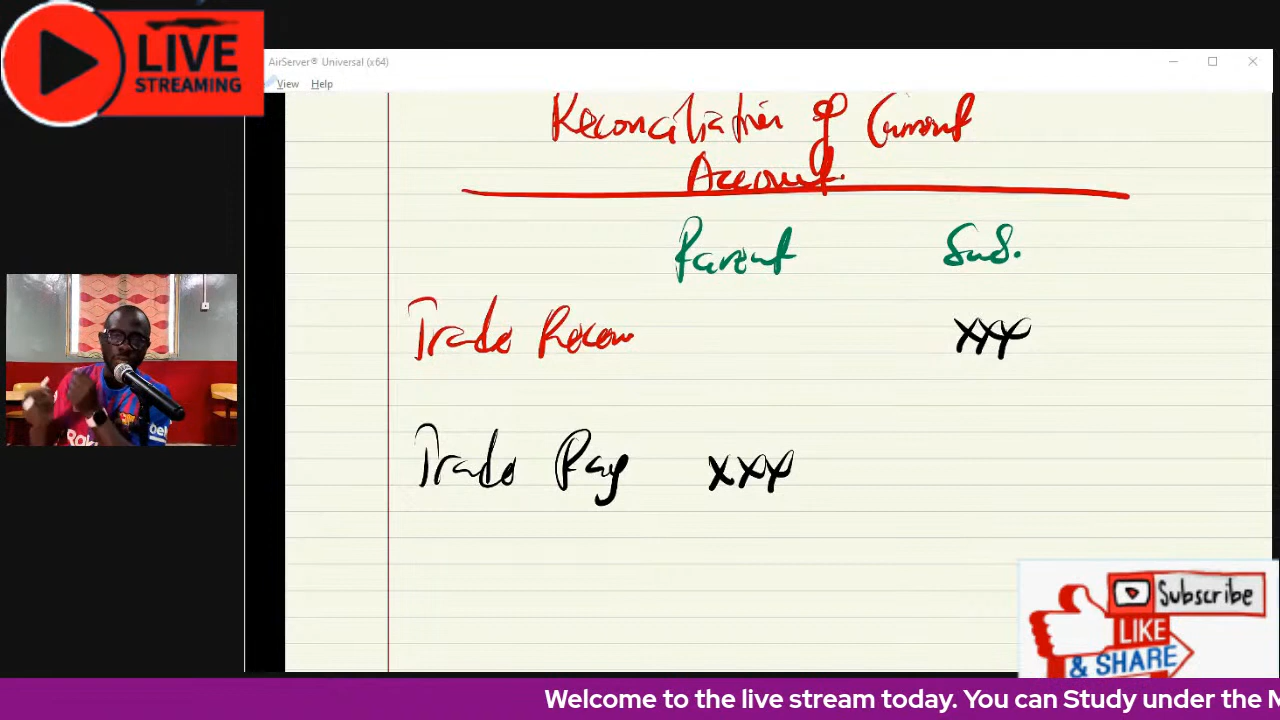 LIVE
STREAMING
AirServer® Universal (x64)
View Help
Reconciliation of Current
Account.
Parent Sub.
Trade Receiv
xxx
Trade Pay xxx
Subscribe
LIKE
& SHARE
Welcome to the live stream today. You can Study under the M